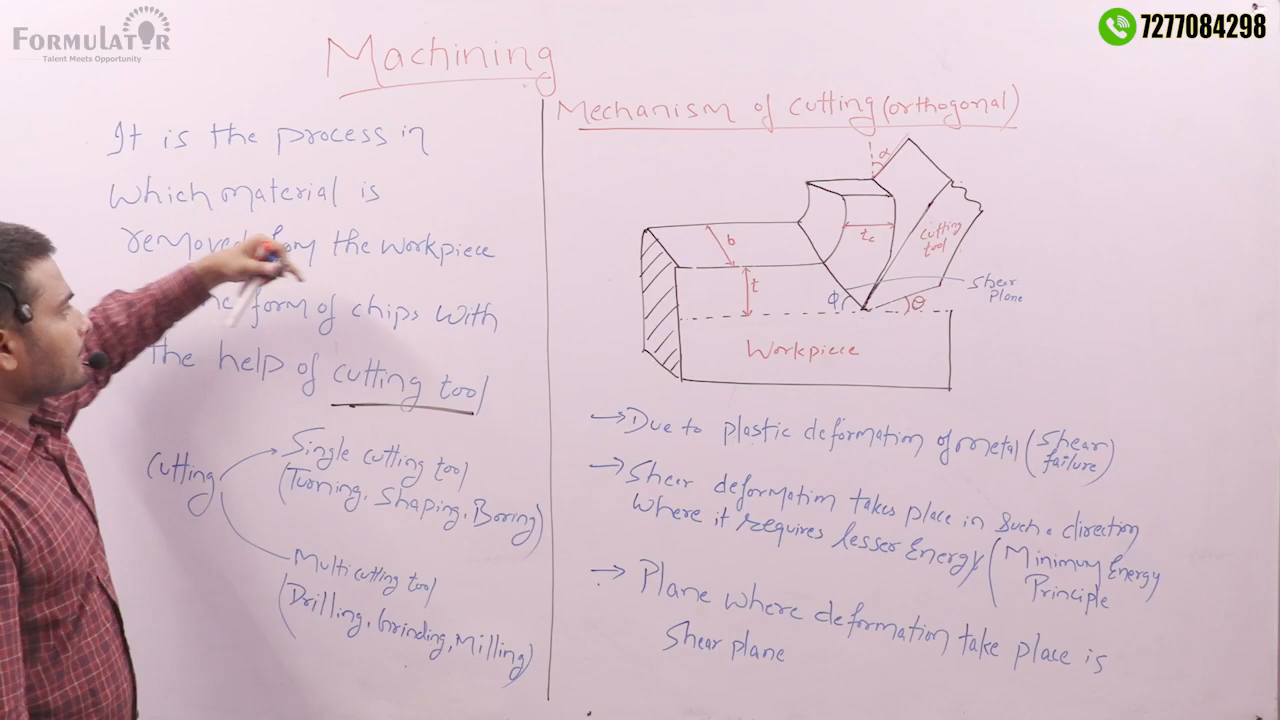 FORMULATOR
Talent Meets Opportunity
7277084298
Machining
It is the process in
which material is
removed from the workpiece
form of chips with
the help of cutting tool
Cutting
Single cutting tool
(Turning, Shaping, Boring)
Multi cutting tool
(Drilling, Grinding, Milling)
Mechanism of cutting (orthogonal)
α
b
tc
cutting
tool
t
φ
θ
Shear
plane
Workpiece
→ Due to plastic deformation of metal (Shear
failure)
→ Shear deformation takes place in such a direction
where it requires lesser Energy (Minimum Energy
Principle
→ Plane where deformation take place is
Shear plane